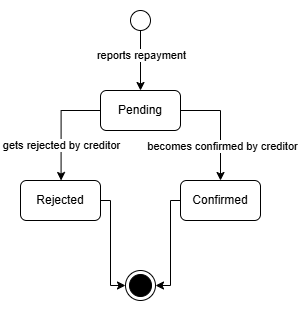 reports repayment
Pending
gets rejected by creditor
becomes confirmed by creditor
Rejected
Confirmed